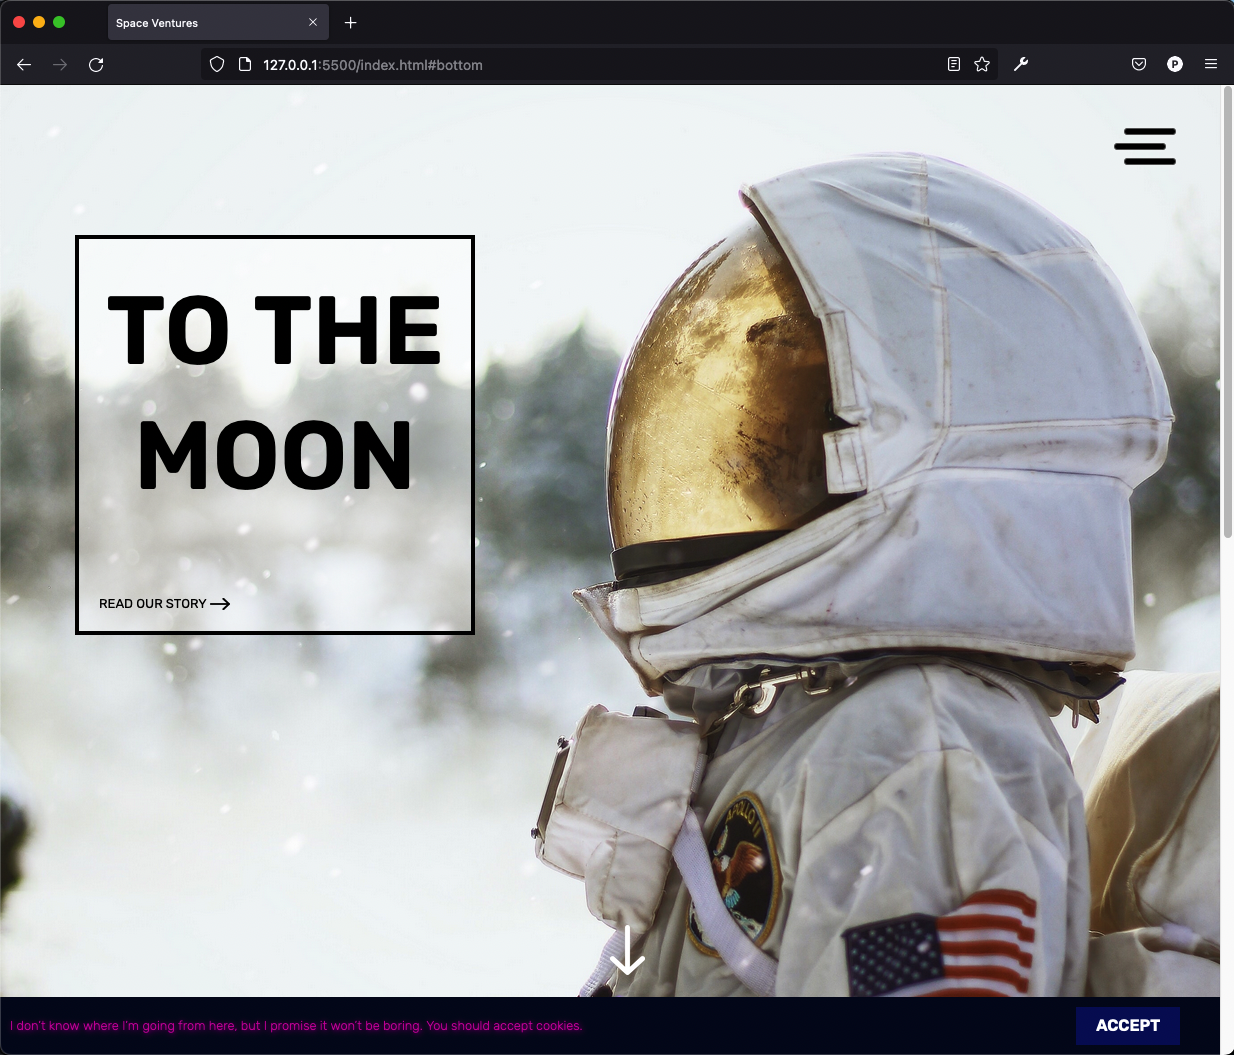 Space Ventures
127.0.0.1:5500/index.html#bottom
P
TO THE
MOON
READ OUR STORY
APOLLO 11
I don't know where I'm going from here, but I promise it won't be boring. You should accept cookies.
ACCEPT